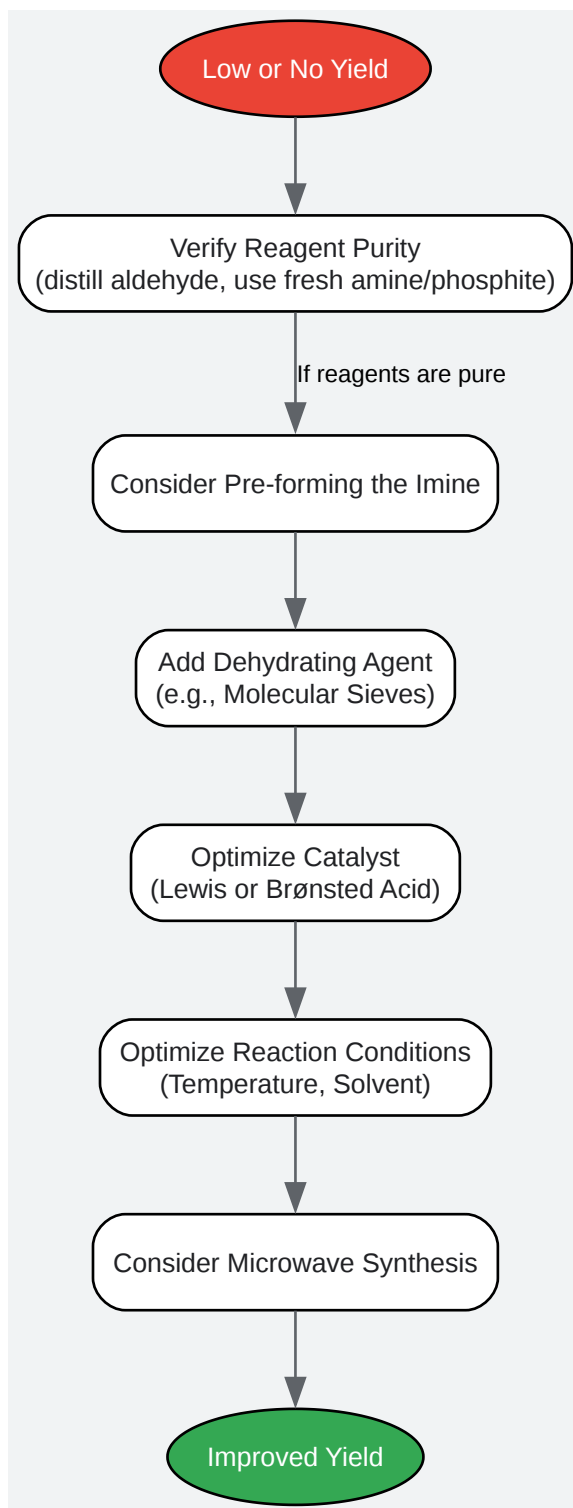 Low or No Yield
Verify Reagent Purity
(distill aldehyde, use fresh amine/phosphite)
If reagents are pure
Consider Pre-forming the Imine
Add Dehydrating Agent
(e.g., Molecular Sieves)
Optimize Catalyst
(Lewis or Brønsted Acid)
Optimize Reaction Conditions
(Temperature, Solvent)
Consider Microwave Synthesis
Improved Yield